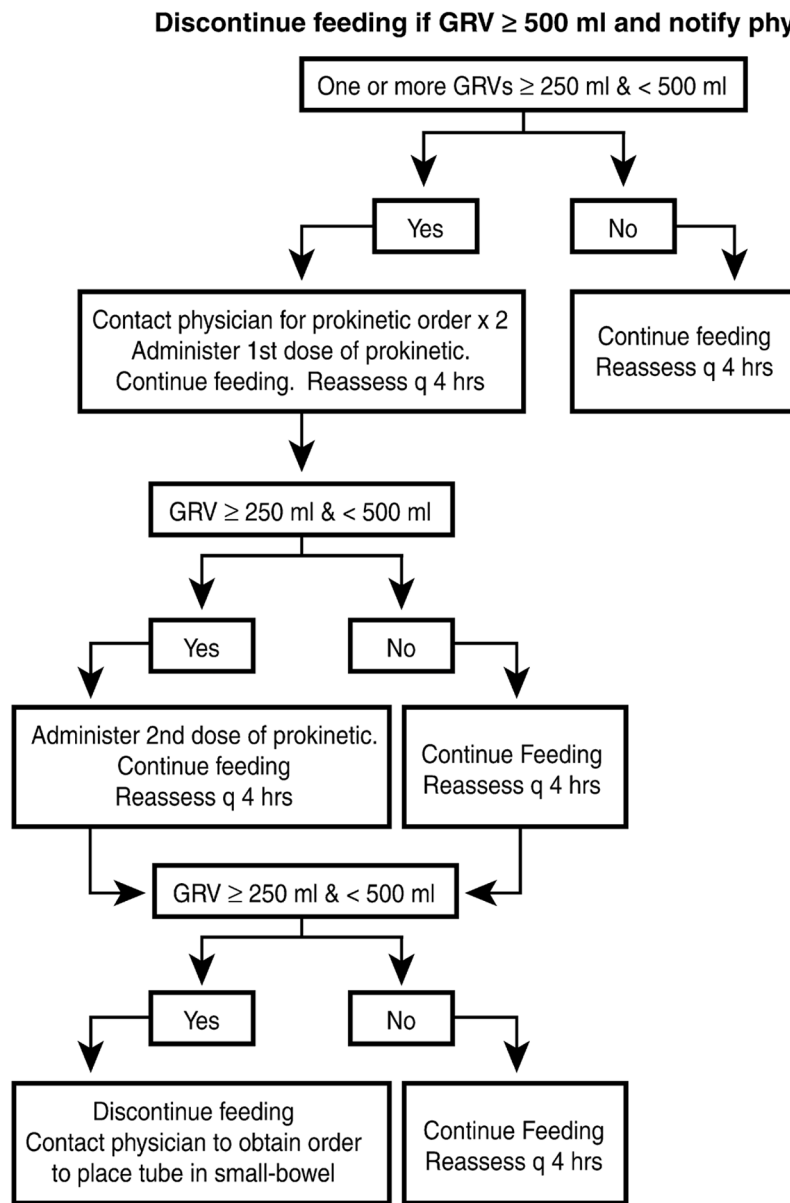 Discontinue feeding if GRV ≥ 500 ml and notify
One or more GRVs ≥ 250 ml & < 500 ml
Yes
No
Contact physician for prokinetic order x 2
Administer 1st dose of prokinetic.
Continue feeding. Reassess q 4 hrs
Continue feeding
Reassess q 4 hrs
GRV ≥ 250 ml & < 500 ml
Yes
No
Administer 2nd dose of prokinetic.
Continue feeding
Reassess q 4 hrs
Continue Feeding
Reassess q 4 hrs
GRV ≥ 250 ml & < 500 ml
Yes
No
Discontinue feeding
Contact physician to obtain order
to place tube in small-bowel
Continue Feeding
Reassess q 4 hrs